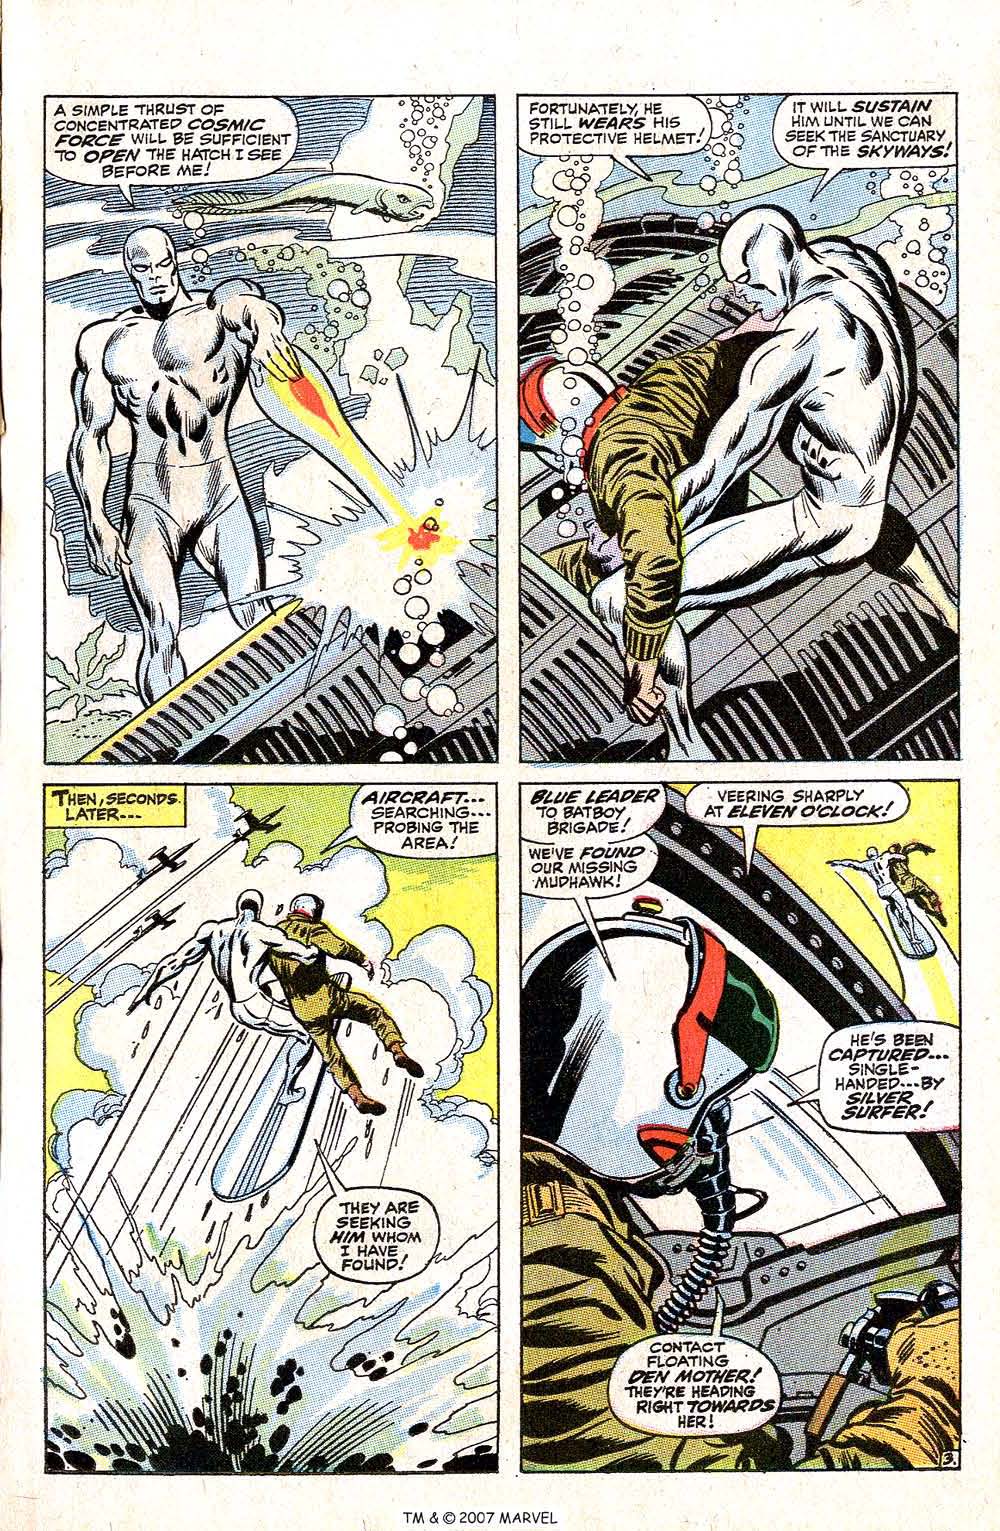 A SIMPLE THRUST OF
CONCENTRATED COSMIC
FORCE WILL BE SUFFICIENT
TO OPEN THE HATCH I SEE
BEFORE ME!
FORTUNATELY, HE
STILL WEARS HIS
PROTECTIVE HELMET!
IT WILL SUSTAIN
HIM UNTIL WE CAN
SEEK THE SANCTUARY
OF THE SKYWAYS!
THEN, SECONDS
LATER---
AIRCRAFT...
SEARCHING...
PROBING THE
AREA!
THEY ARE
SEEKING
HIM WHOM
I HAVE
FOUND!
BLUE LEADER
TO BATBOY
BRIGADE!
WE'VE FOUND
OUR MISSING
MUDHAWK!
VEERING SHARPLY
AT ELEVEN O'CLOCK!
HE'S BEEN
CAPTURED...
SINGLE-
HANDED...BY
SILVER
SURFER!
CONTACT
FLOATING
DEN MOTHER!
THEY'RE HEADING
RIGHT TOWARDS
HER!
3.
TM & © 2007 MARVEL